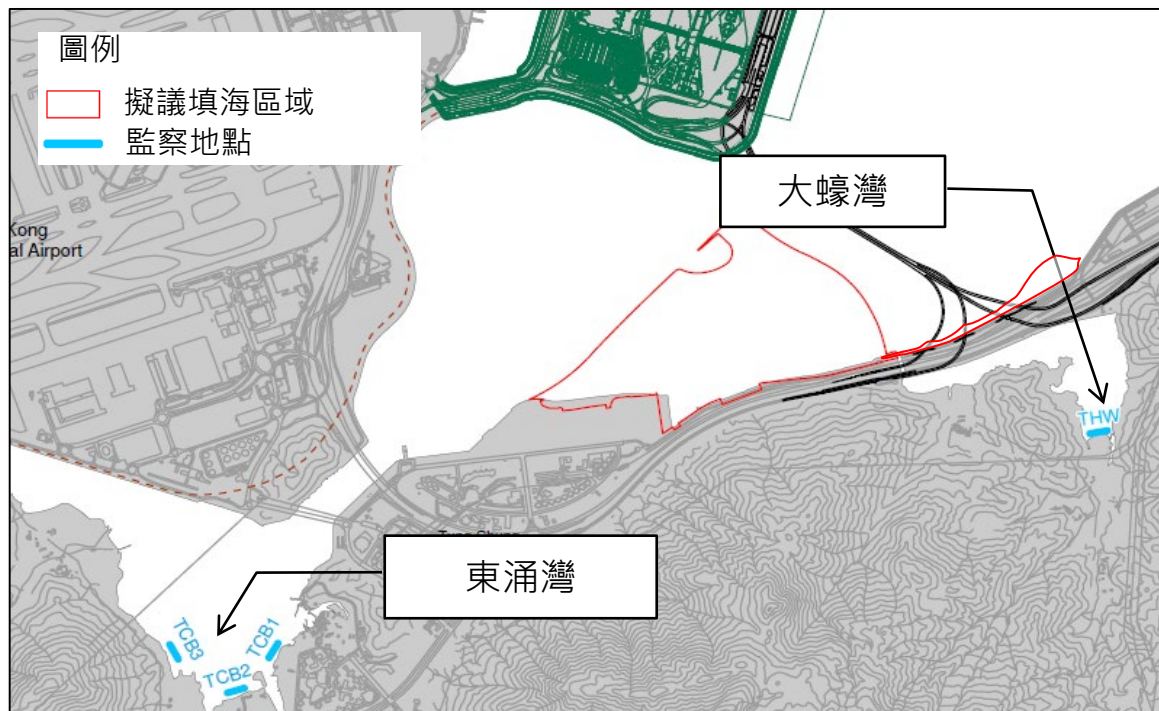 圖例
擬議填海區域
監察地點
大蠔灣
Kong
al Airport
THW
東涌灣
TCB3
TCB2
TCB1